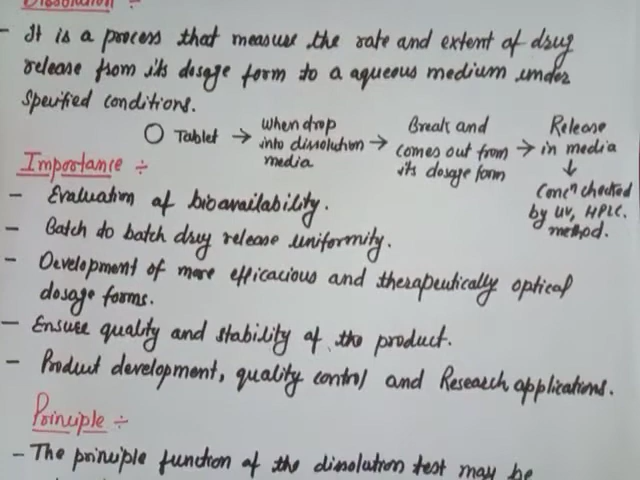 Dissolution :-
- It is a process that measure the rate and extent of drug
release from its dosage form to a aqueous medium under
specified conditions.
O Tablet → When drop into dissolution media → Break and comes out from its dosage form → Release in media
↓
Concn checked by UV, HPLC. method.
Importance :-
- Evaluation of bioavailability.
- Batch to batch drug release uniformity.
- Development of more efficacious and therapeutically optical
dosage forms.
- Ensure quality and stability of the product.
- Product development, quality control and Research applications.
Principle :-
- The principle function of the dissolution test may be